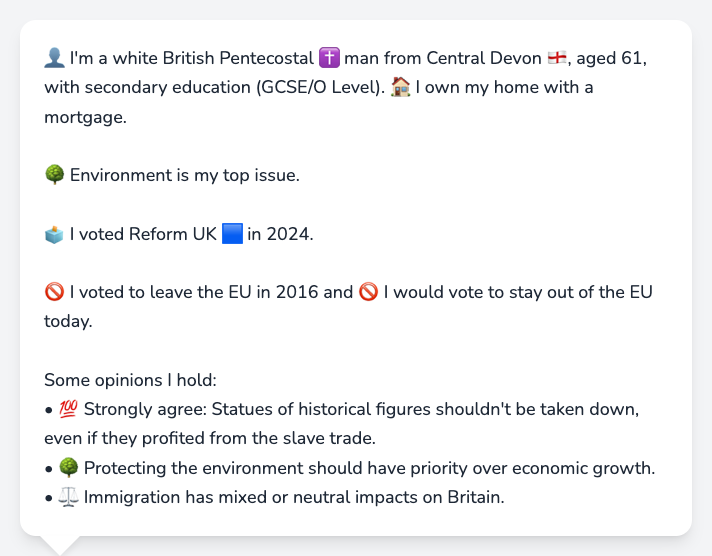 👤 I'm a white British Pentecostal ✝️ man from Central Devon 🏴󠁧󠁢󠁥󠁮󠁧󠁿, aged 61,
with secondary education (GCSE/O Level). 🏠 I own my home with a
mortgage.
🌳 Environment is my top issue.
🗳️ I voted Reform UK 🟦 in 2024.
🚫 I voted to leave the EU in 2016 and 🚫 I would vote to stay out of the EU
today.
Some opinions I hold:
• 💯 Strongly agree: Statues of historical figures shouldn't be taken down,
even if they profited from the slave trade.
• 🌳 Protecting the environment should have priority over economic growth.
• ⚖️ Immigration has mixed or neutral impacts on Britain.